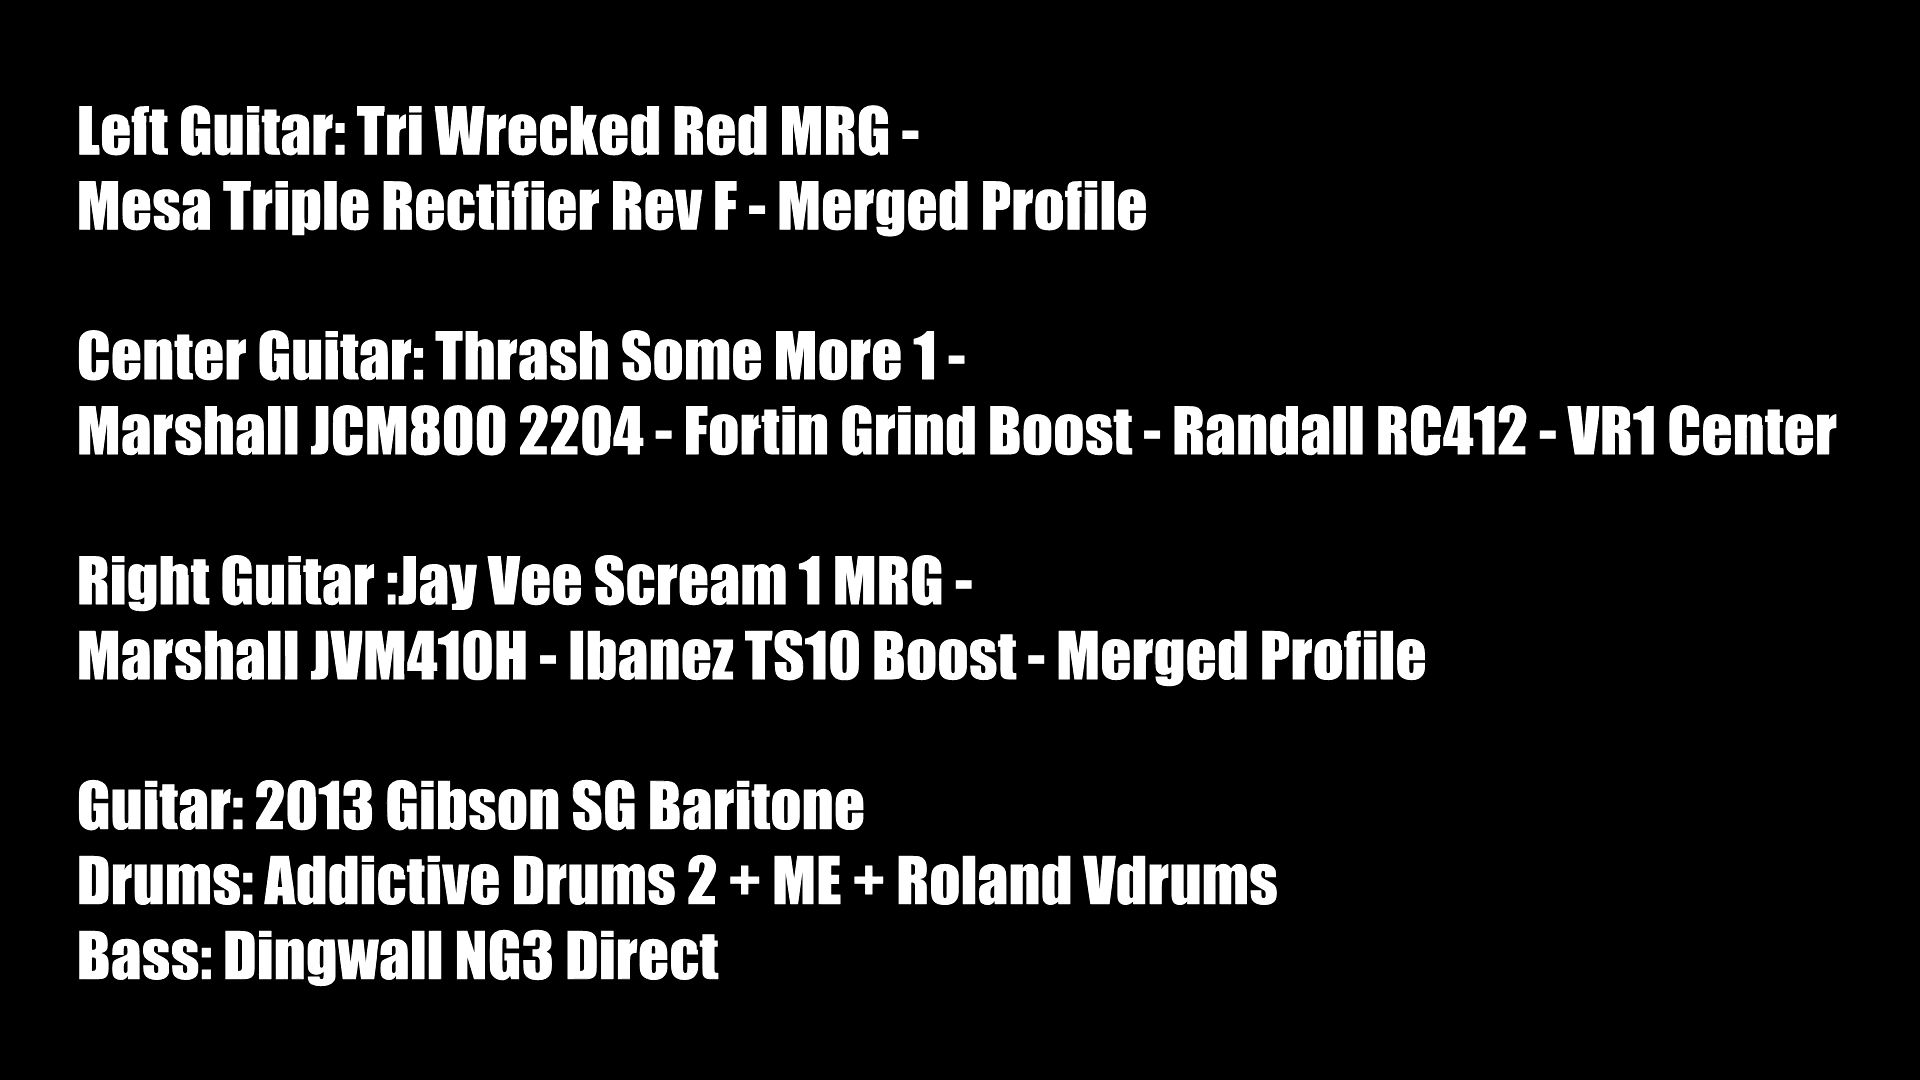 Left Guitar: Tri Wrecked Red MRG -
Mesa Triple Rectifier Rev F - Merged Profile
Center Guitar: Thrash Some More 1 -
Marshall JCM800 2204 - Fortin Grind Boost - Randall RC412 - VR1 Center
Right Guitar :Jay Vee Scream 1 MRG -
Marshall JVM410H - Ibanez TS10 Boost - Merged Profile
Guitar: 2013 Gibson SG Baritone
Drums: Addictive Drums 2 + ME + Roland Vdrums
Bass: Dingwall NG3 Direct